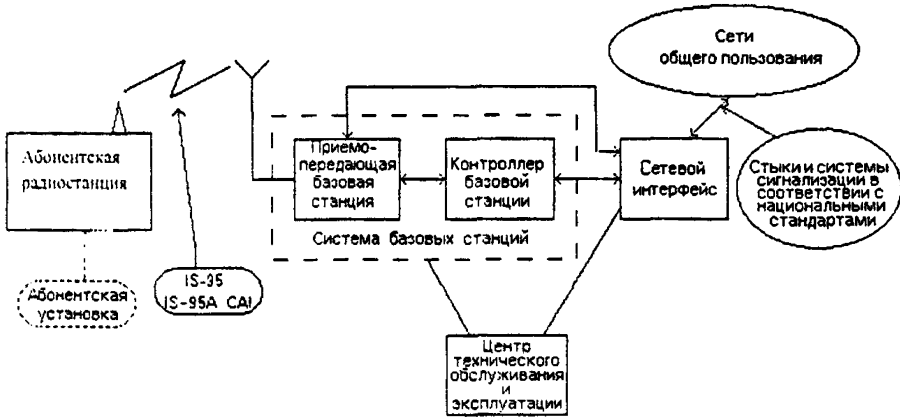 Сети
общего пользования
Абонентская
радиостанция
Приемо-
передающая
базовая
станция
Контроллер
базовой
станции
Сетевой
интерфейс
Стыки и системы
сигнализации в
соответствии с
национальными
стандартами
Система базовых станций
Абонентская
установка
IS-95
IS-95A CAI
Центр
технического
обслуживания
и
эксплуатации